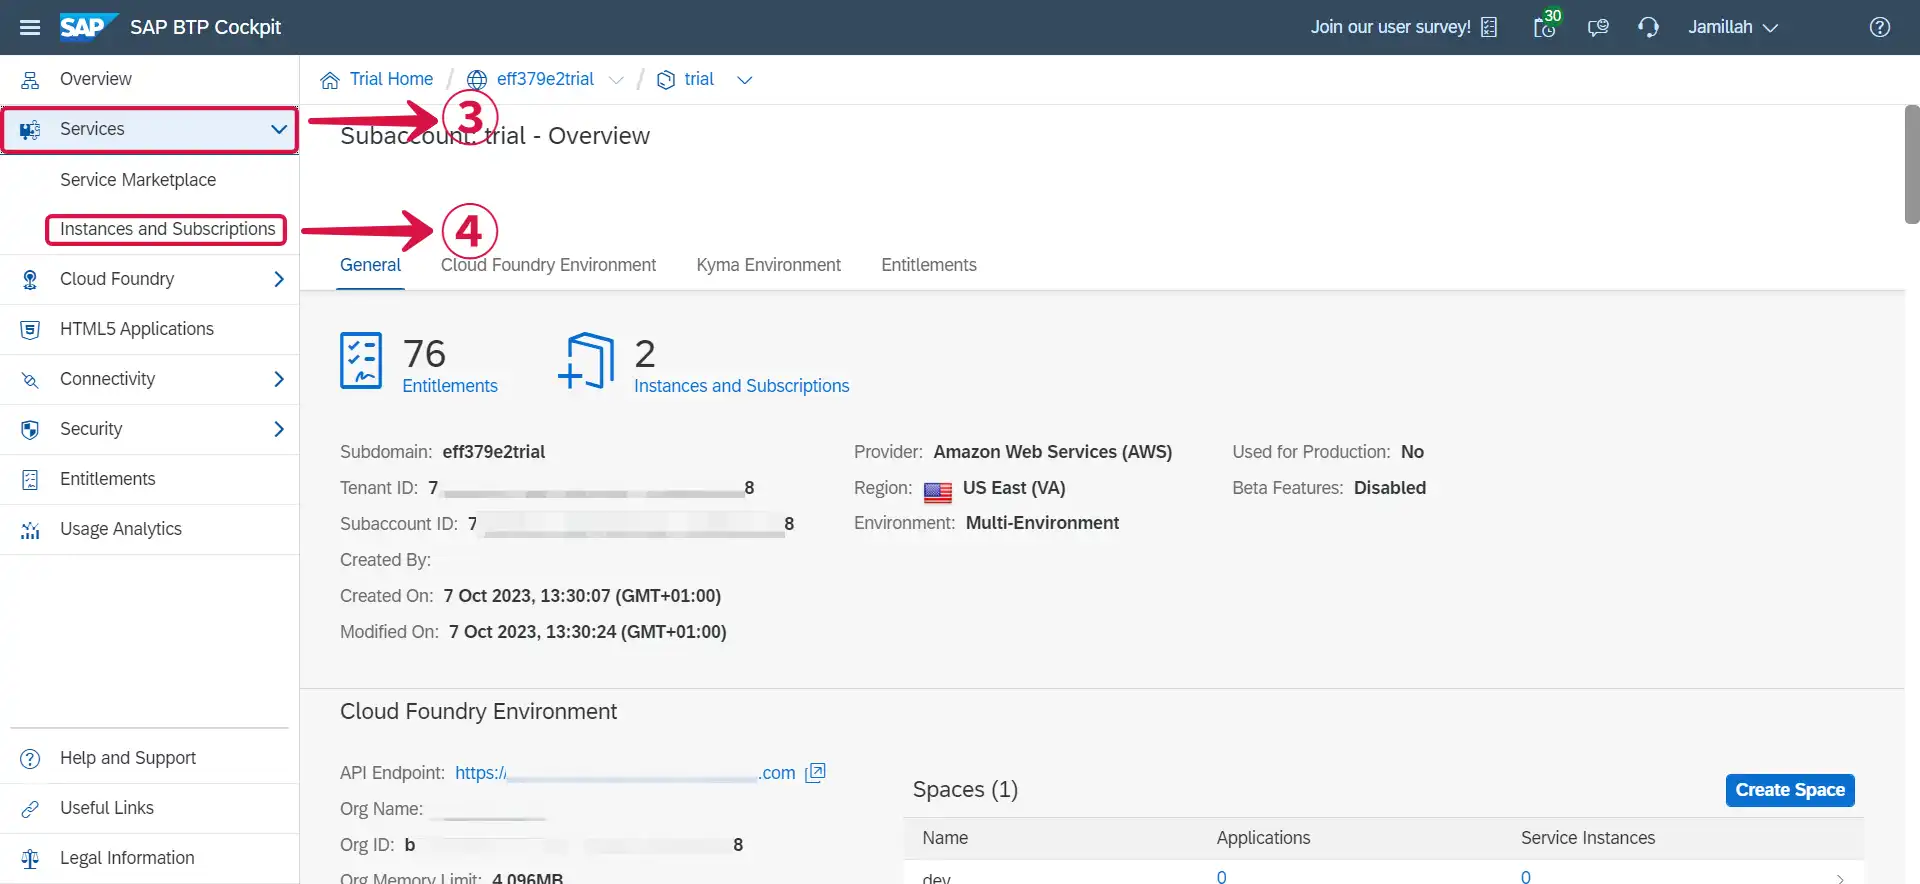 SAP SAP BTP Cockpit
Join our user survey!
30
Jamillah
Overview
Services
Service Marketplace
Instances and Subscriptions
Cloud Foundry
HTML5 Applications
Connectivity
Security
Entitlements
Usage Analytics
Help and Support
Useful Links
Legal Information
Trial Home / eff379e2trial / trial
3
Subaccount: trial - Overview
4
General Cloud Foundry Environment Kyma Environment Entitlements
76
Entitlements
2
Instances and Subscriptions
Subdomain: eff379e2trial
Tenant ID: 7 8
Subaccount ID: 7 8
Created By:
Created On: 7 Oct 2023, 13:30:07 (GMT+01:00)
Modified On: 7 Oct 2023, 13:30:24 (GMT+01:00)
Provider: Amazon Web Services (AWS)
Region: US East (VA)
Environment: Multi-Environment
Used for Production: No
Beta Features: Disabled
Cloud Foundry Environment
API Endpoint: https:// .com
Org Name:
Org ID: b 8
Org Memory Limit: 4,096MB
Spaces (1)
Create Space
Name Applications Service Instances
dev 0 0